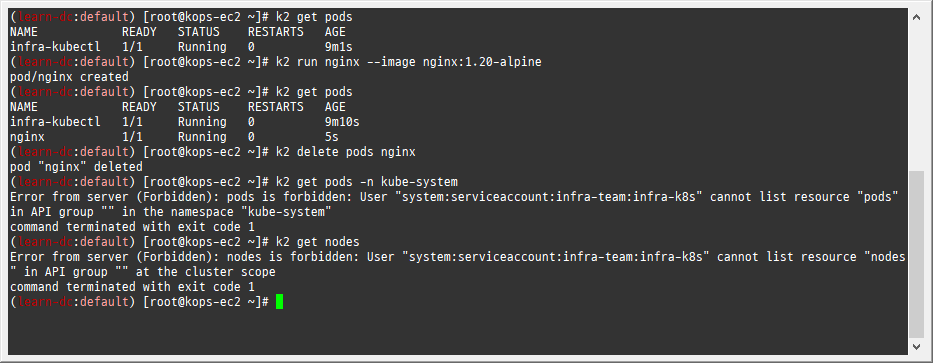 (learn-dr:default) [root@kops-ec2 ~]# k2 get pods
NAME            READY   STATUS    RESTARTS   AGE
infra-kubectl   1/1     Running   0          9m1s
(learn-dr:default) [root@kops-ec2 ~]# k2 run nginx --image nginx:1.20-alpine
pod/nginx created
(learn-dr:default) [root@kops-ec2 ~]# k2 get pods
NAME            READY   STATUS    RESTARTS   AGE
infra-kubectl   1/1     Running   0          9m10s
nginx           1/1     Running   0          5s
(learn-dr:default) [root@kops-ec2 ~]# k2 delete pods nginx
pod "nginx" deleted
(learn-dr:default) [root@kops-ec2 ~]# k2 get pods -n kube-system
Error from server (Forbidden): pods is forbidden: User "system:serviceaccount:infra-team:infra-k8s" cannot list resource "pods"
in API group "" in the namespace "kube-system"
command terminated with exit code 1
(learn-dr:default) [root@kops-ec2 ~]# k2 get nodes
Error from server (Forbidden): nodes is forbidden: User "system:serviceaccount:infra-team:infra-k8s" cannot list resource "nodes
" in API group "" at the cluster scope
command terminated with exit code 1
(learn-dr:default) [root@kops-ec2 ~]#